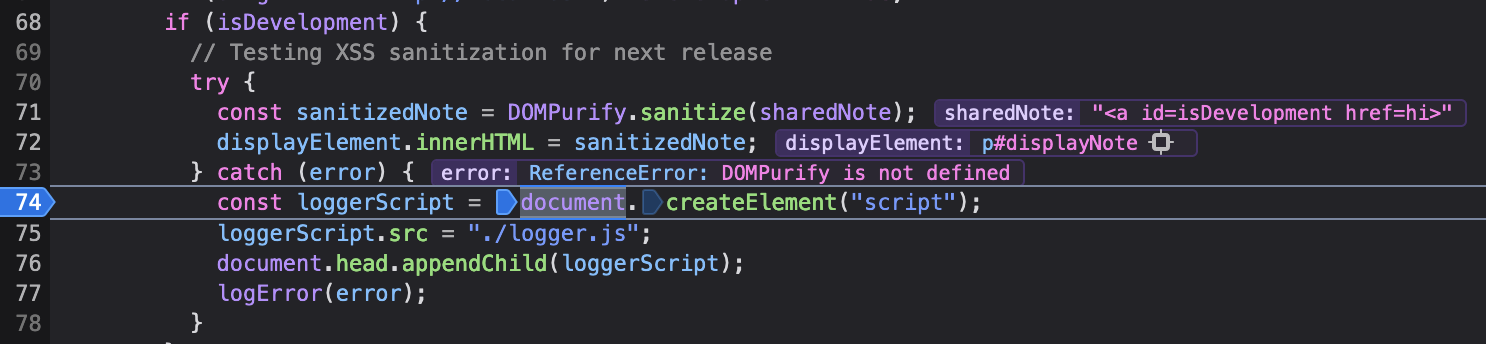 68 if (isDevelopment) {
69 // Testing XSS sanitization for next release
70 try {
71 const sanitizedNote = DOMPurify.sanitize(sharedNote); sharedNote: "<a id=isDevelopment href=hi>"
72 displayElement.innerHTML = sanitizedNote; displayElement: p#displayNote
73 } catch (error) { error: ReferenceError: DOMPurify is not defined
74 const loggerScript = document.createElement("script");
75 loggerScript.src = "./logger.js";
76 document.head.appendChild(loggerScript);
77 logError(error);
78 }